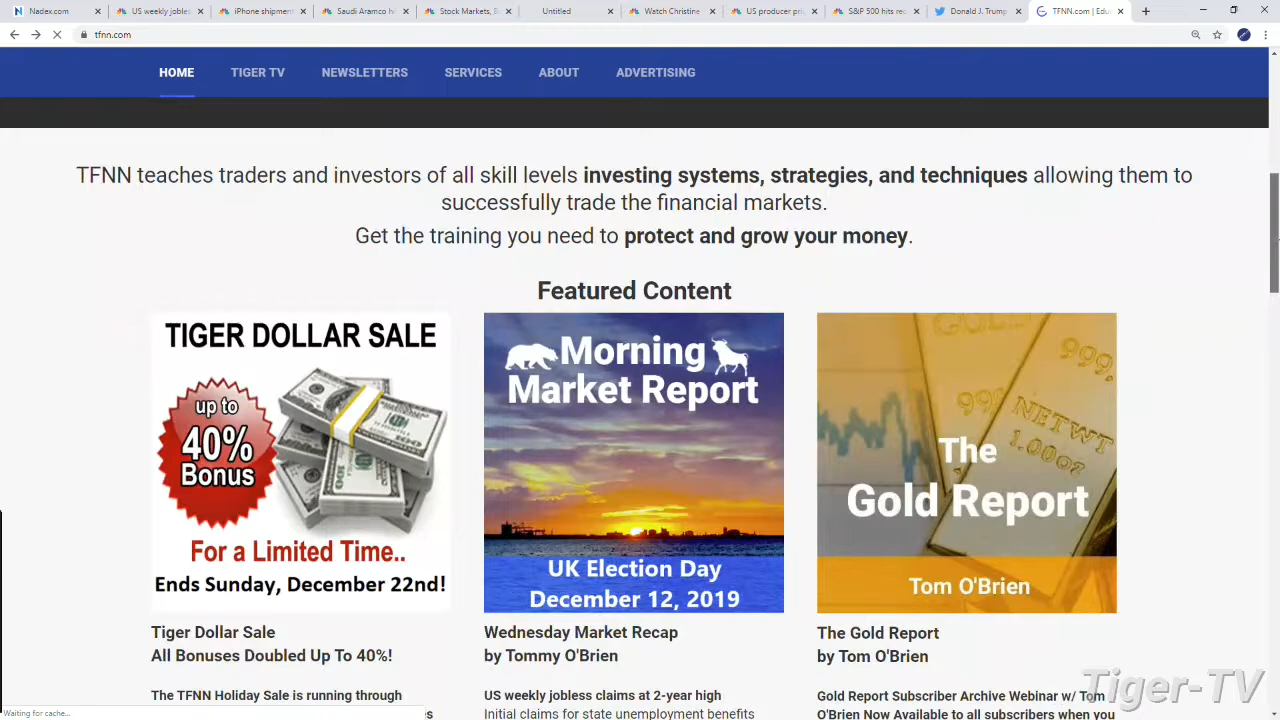 Nadex.com
US weekly jobles
iPhone shipment
Saudi Aramco h
Stock Markets, B
Untitled
Watch Christine
US producer pri
S&P 500 hits rec
Donald J. Trump
TFNN.com | Edu
tfnn.com
HOME
TIGER TV
NEWSLETTERS
SERVICES
ABOUT
ADVERTISING
TFNN teaches traders and investors of all skill levels investing systems, strategies, and techniques allowing them to
successfully trade the financial markets.
Get the training you need to protect and grow your money.
Featured Content
TIGER DOLLAR SALE
up to
40%
Bonus
For a Limited Time..
Ends Sunday, December 22nd!
Tiger Dollar Sale
All Bonuses Doubled Up To 40%!
The TFNN Holiday Sale is running through
s
Morning
Market Report
UK Election Day
December 12, 2019
Wednesday Market Recap
by Tommy O'Brien
US weekly jobless claims at 2-year high
Initial claims for state unemployment benefits
GOLD
999.
999.
NETWT
1.00oz
The
Gold Report
Tom O'Brien
The Gold Report
by Tom O'Brien
Gold Report Subscriber Archive Webinar w/ Tom
O'Brien Now Available to all subscribers when you
Tiger-TV
Waiting for cache...